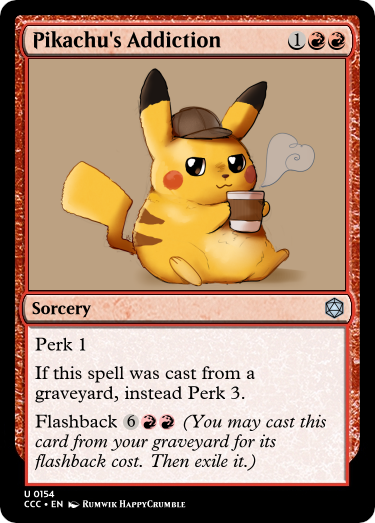 Pikachu's Addiction 1
Sorcery
Perk 1
If this spell was cast from a
graveyard, instead Perk 3.
Flashback 6 (You may cast this
card from your graveyard for its
flashback cost. Then exile it.)
U 0154
CCC • EN Rumwik HappyCrumble